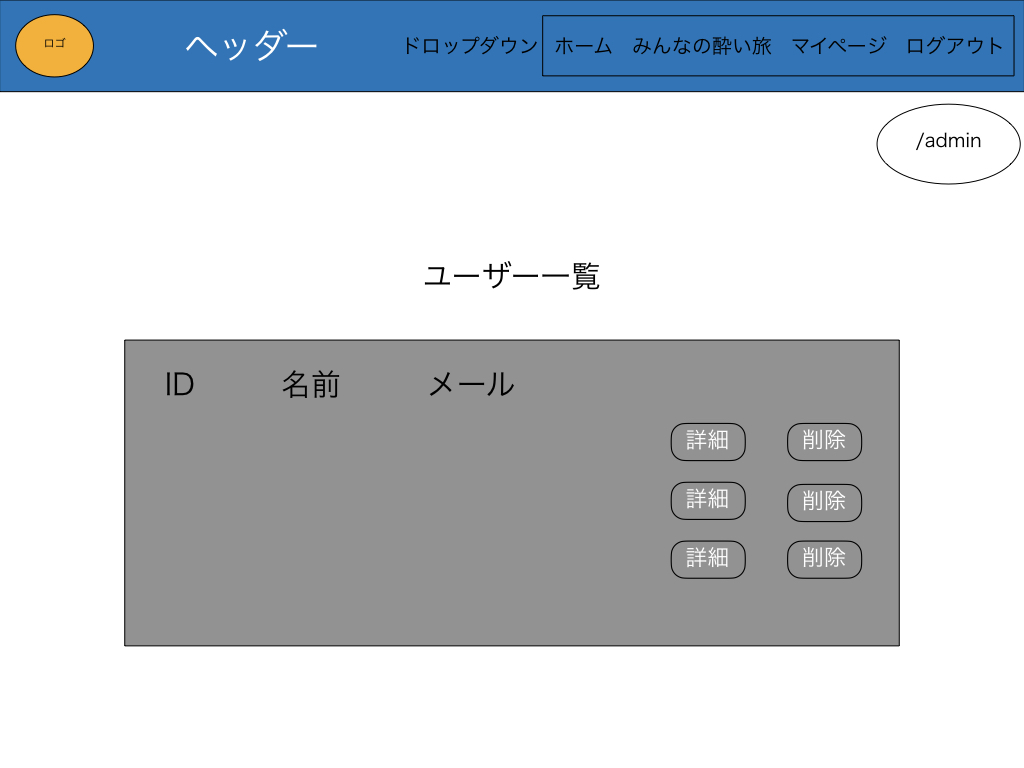 ロゴ
ヘッダー
ドロップダウン
ホーム みんなの酔い旅 マイページ ログアウト
/admin
ユーザー一覧
ID 名前 メール
詳細 削除
詳細 削除
詳細 削除